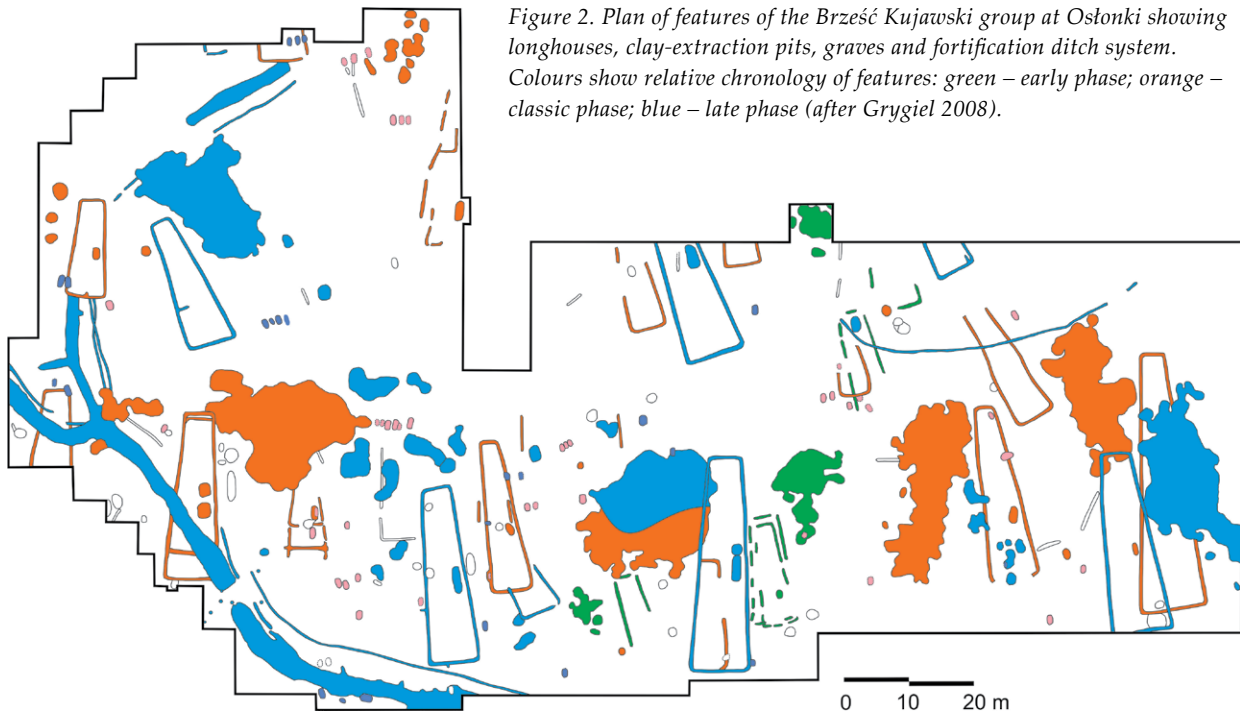 Figure 2. Plan of features of the Brześć Kujawski group at Osłonki showing
longhouses, clay-extraction pits, graves and fortification ditch system.
Colours show relative chronology of features: green – early phase; orange –
classic phase; blue – late phase (after Grygiel 2008).
0 10 20 m